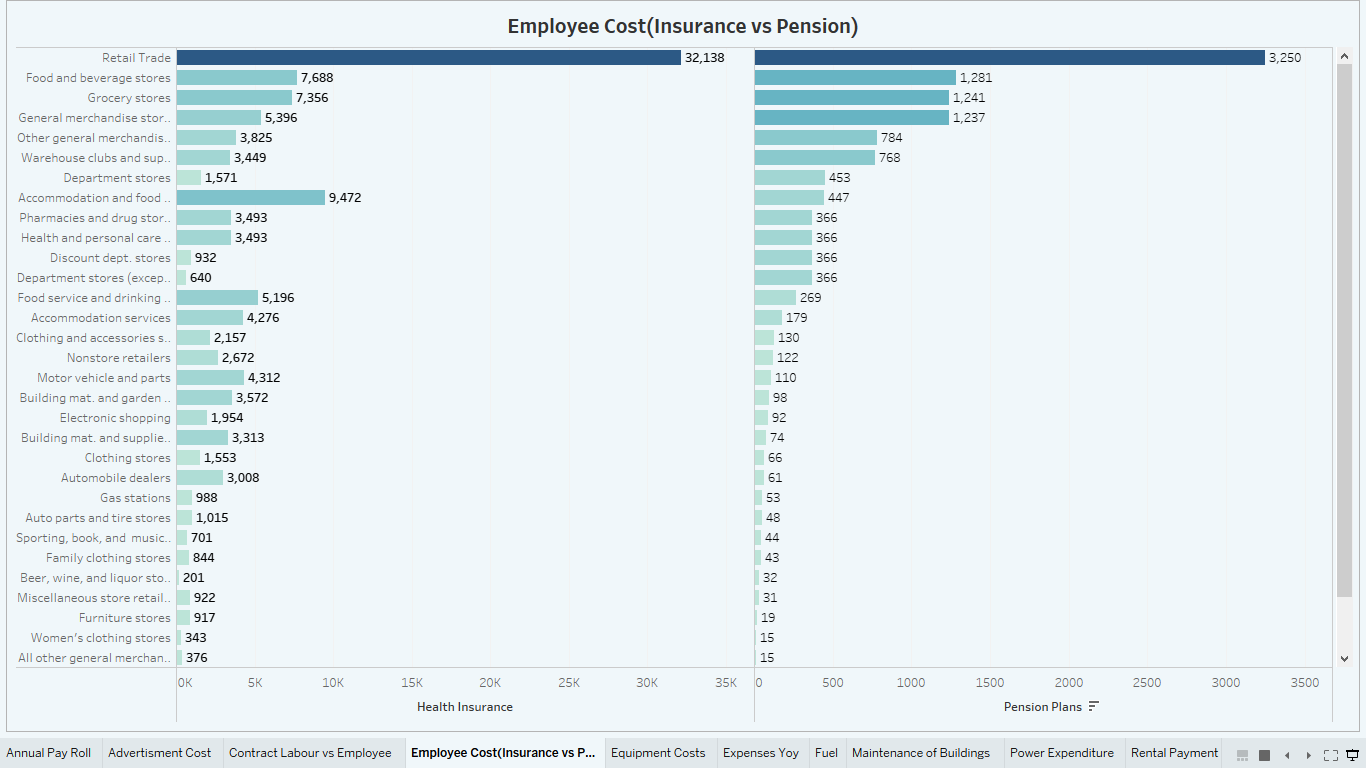 Employee Cost(Insurance vs Pension)
Retail Trade 32,138 3,250
Food and beverage stores 7,688 1,281
Grocery stores 7,356 1,241
General merchandise stor.. 5,396 1,237
Other general merchandis.. 3,825 784
Warehouse clubs and sup.. 3,449 768
Department stores 1,571 453
Accommodation and food .. 9,472 447
Pharmacies and drug stor.. 3,493 366
Health and personal care .. 3,493 366
Discount dept. stores 932 366
Department stores (excep.. 640 366
Food service and drinking .. 5,196 269
Accommodation services 4,276 179
Clothing and accessories s.. 2,157 130
Nonstore retailers 2,672 122
Motor vehicle and parts 4,312 110
Building mat. and garden .. 3,572 98
Electronic shopping 1,954 92
Building mat. and supplie.. 3,313 74
Clothing stores 1,553 66
Automobile dealers 3,008 61
Gas stations 988 53
Auto parts and tire stores 1,015 48
Sporting, book, and music.. 701 44
Family clothing stores 844 43
Beer, wine, and liquor sto.. 201 32
Miscellaneous store retail.. 922 31
Furniture stores 917 19
Women's clothing stores 343 15
All other general merchan.. 376 15
0K 5K 10K 15K 20K 25K 30K 35K 0 500 1000 1500 2000 2500 3000 3500
Health Insurance Pension Plans
Annual Pay Roll Advertisment Cost Contract Labour vs Employee Employee Cost(Insurance vs P... Equipment Costs Expenses Yoy Fuel Maintenance of Buildings Power Expenditure Rental Payment